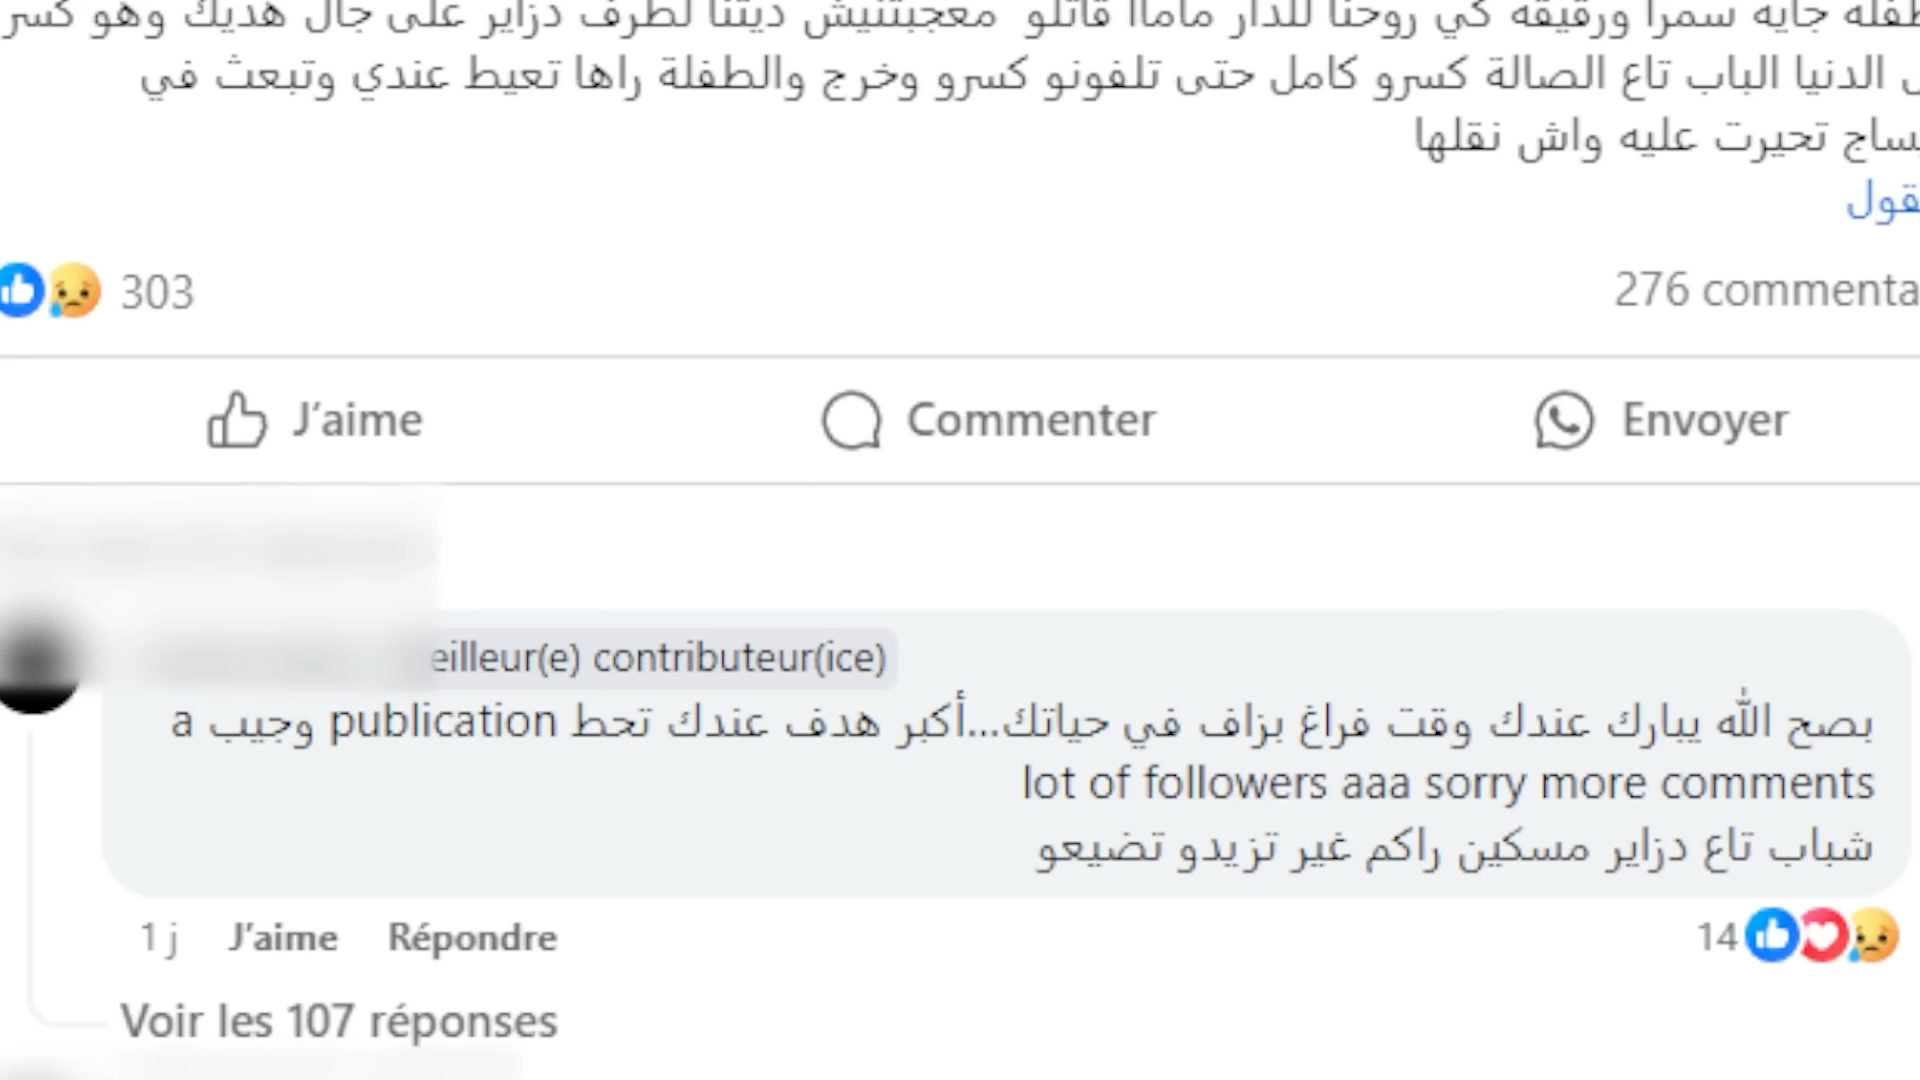 جايه سمرا ورقيقه كي روحنا للدار ماماا قاتلو معجبتنيش ديتنا لطرف دزاير على جال هديك وهو كسر
الدنيا الباب تاع الصالة كسرو كامل حتى تلفونو كسرو وخرج والطفلة راها تعيط عندي وتبعث في
تحيرت عليه واش نقلها
303
276 commenta
J'aime
Commenter
Envoyer
eilleur(e) contributeur(ice)
بصح الله يبارك عندك وقت فراغ بزاف في حياتك...أكبر هدف عندك تحط publication وجيب a
lot of followers aaa sorry more comments
شباب تاع دزاير مسكين راكم غير تزيدو تضيعو
1 j J'aime Répondre
14
Voir les 107 réponses